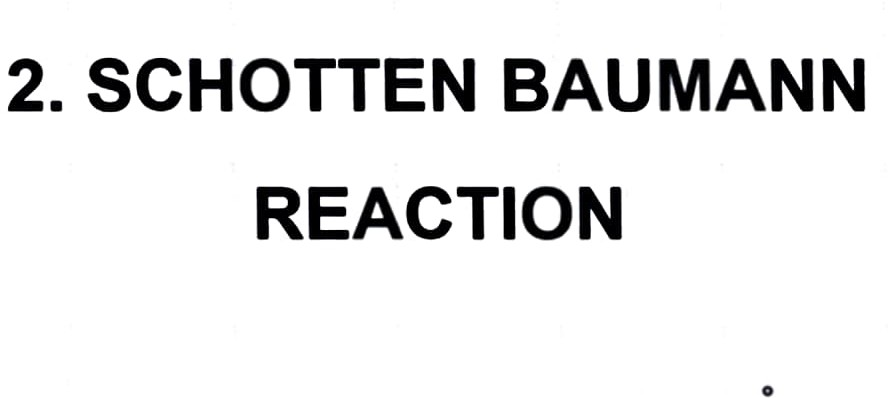 2. SCHOTTEN BAUMANN
REACTION